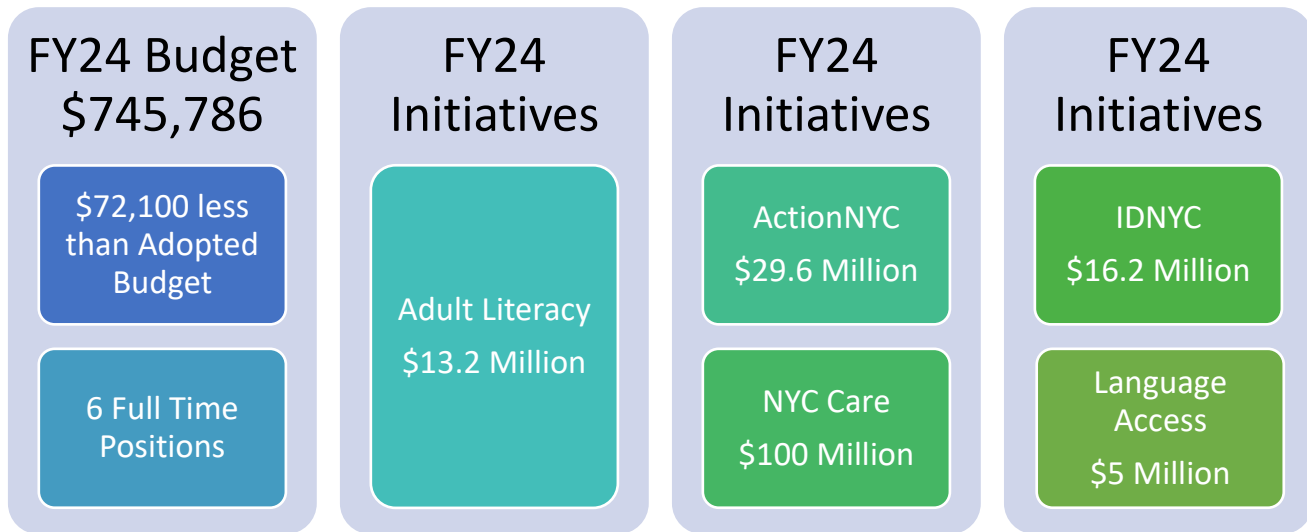 FY24 Budget
$745,786
$72,100 less
than Adopted
Budget
6 Full Time
Positions
FY24
Initiatives
Adult Literacy
$13.2 Million
FY24
Initiatives
ActionNYC
$29.6 Million
NYC Care
$100 Million
FY24
Initiatives
IDNYC
$16.2 Million
Language
Access
$5 Million